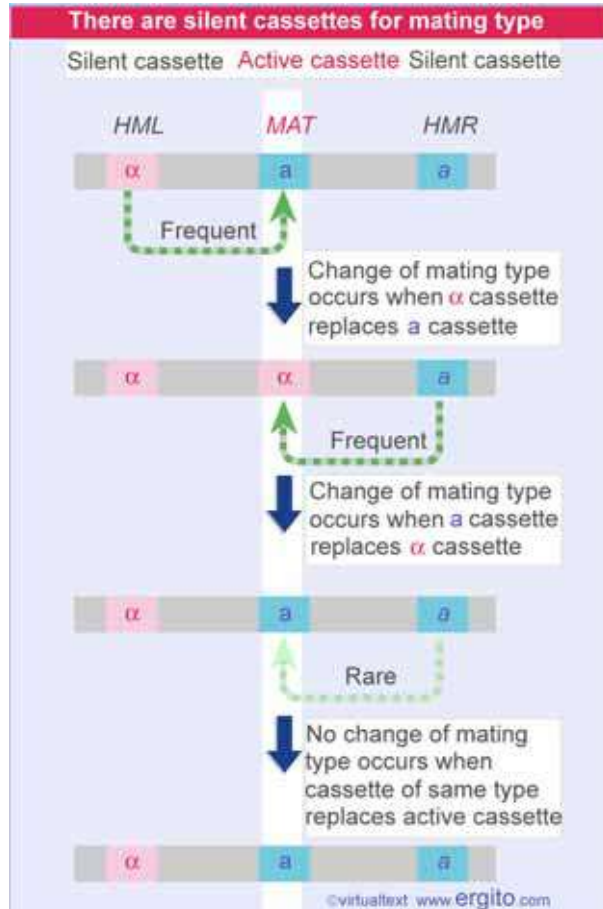 There are silent cassettes for mating type
Silent cassette Active cassette Silent cassette
HML MAT HMR
α a a
Frequent
Change of mating type
occurs when α cassette
replaces a cassette
α α a
Frequent
Change of mating type
occurs when a cassette
replaces α cassette
α a a
Rare
No change of mating
type occurs when
cassette of same type
replaces active cassette
α a a
©virtualtext www.ergito.com